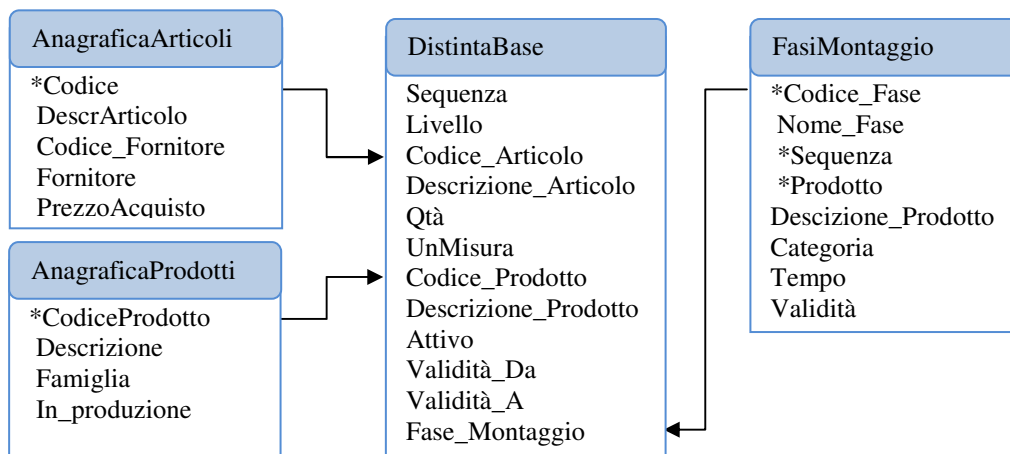 AnagraficaArticoli
*Codice
DescrArticolo
Codice_Fornitore
Fornitore
PrezzoAcquisto
AnagraficaProdotti
*CodiceProdotto
Descrizione
Famiglia
In_produzione
DistintaBase
Sequenza
Livello
Codice_Articolo
Descrizione_Articolo
Qtà
UnMisura
Codice_Prodotto
Descrizione_Prodotto
Attivo
Validità_Da
Validità_A
Fase_Montaggio
FasiMontaggio
*Codice_Fase
Nome_Fase
*Sequenza
*Prodotto
Descizione_Prodotto
Categoria
Tempo
Validità